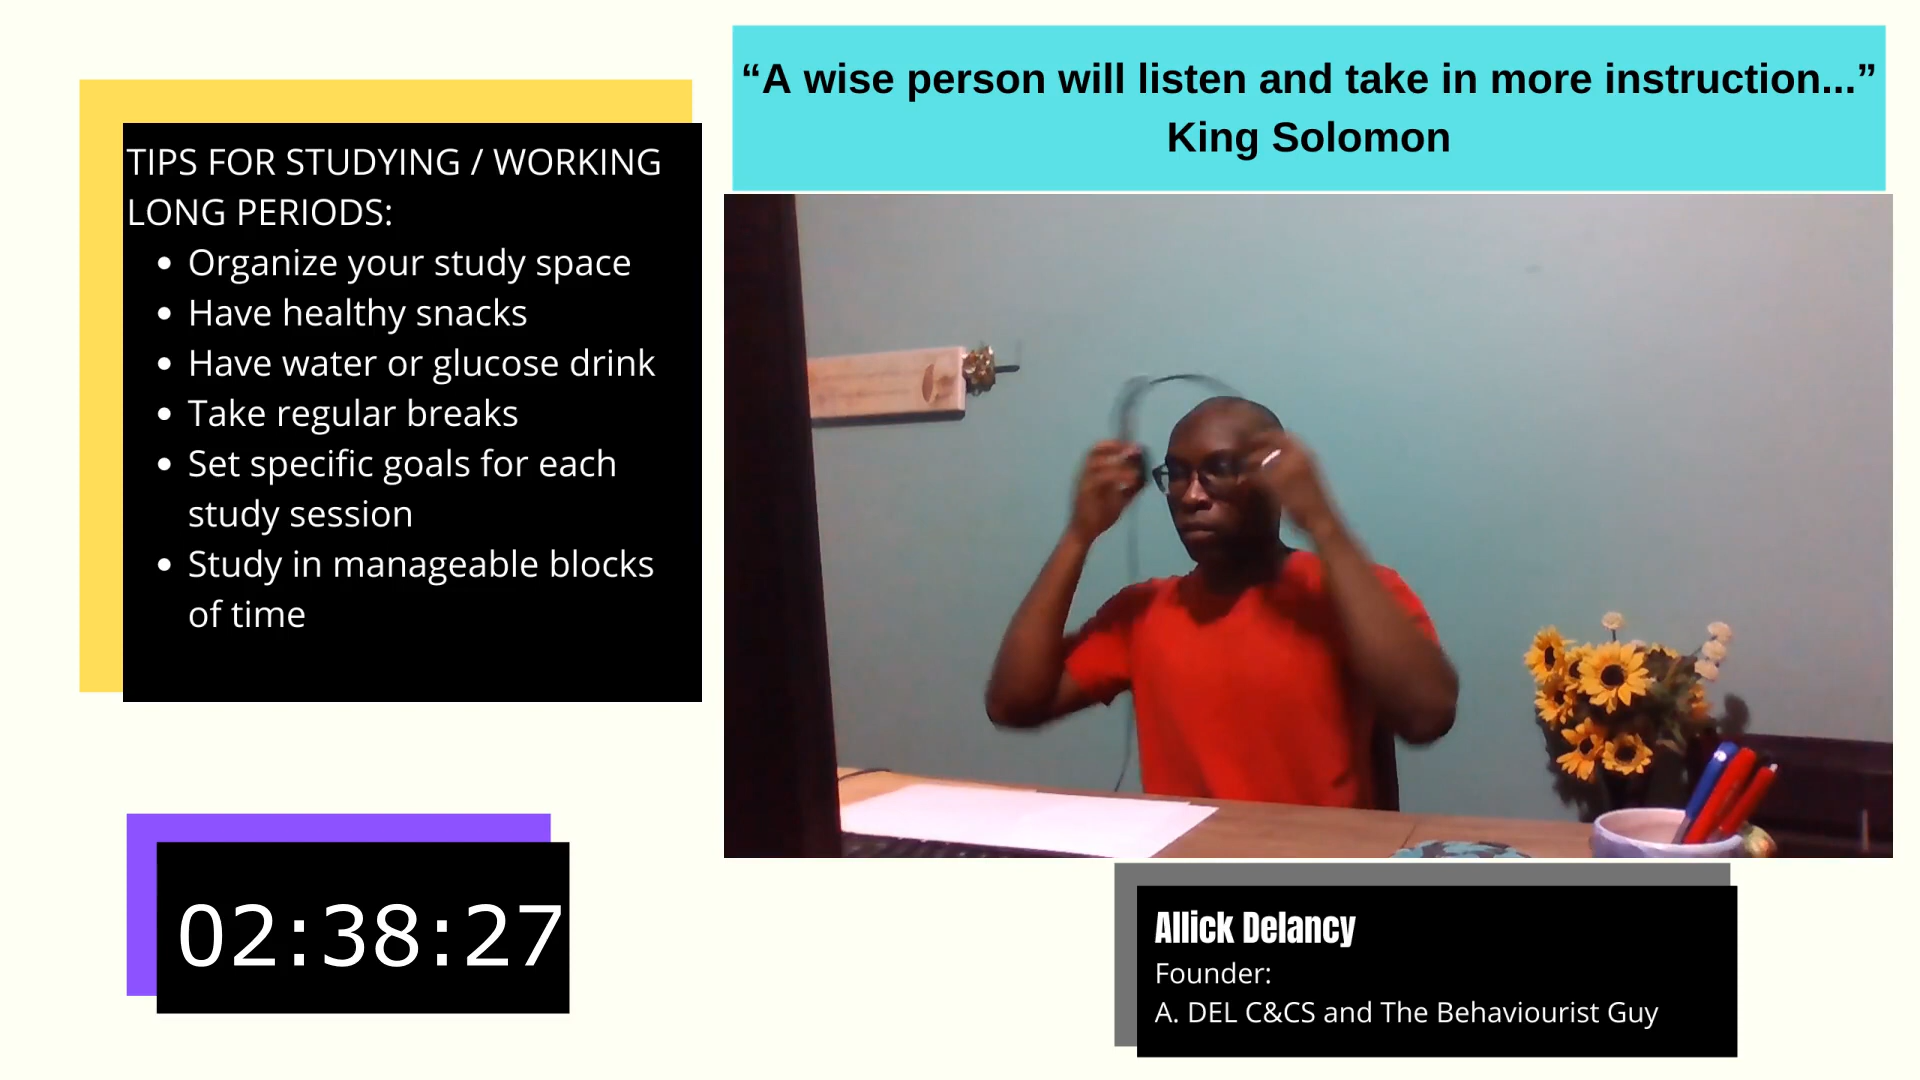 “A wise person will listen and take in more instruction...”
King Solomon
TIPS FOR STUDYING / WORKING
LONG PERIODS:
• Organize your study space
• Have healthy snacks
• Have water or glucose drink
• Take regular breaks
• Set specific goals for each
study session
• Study in manageable blocks
of time
02:38:27
Allick Delancy
Founder:
A. DEL C&CS and The Behaviourist Guy